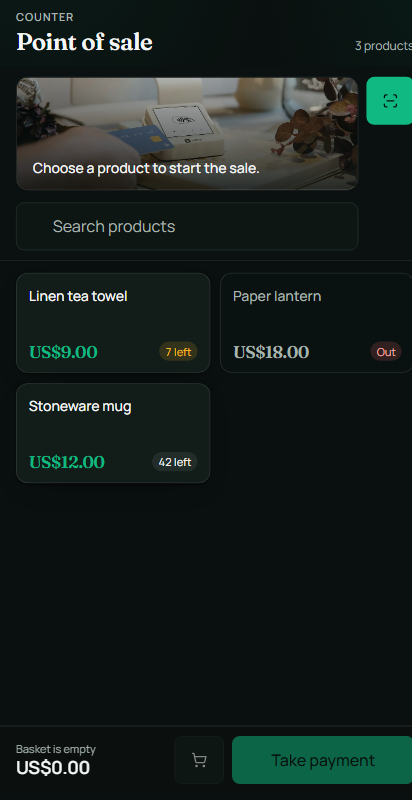 COUNTER
Point of sale
3 products
Choose a product to start the sale.
Search products
Linen tea towel
US$9.00
7 left
Paper lantern
US$18.00
Out
Stoneware mug
US$12.00
42 left
Basket is empty
US$0.00
Take payment